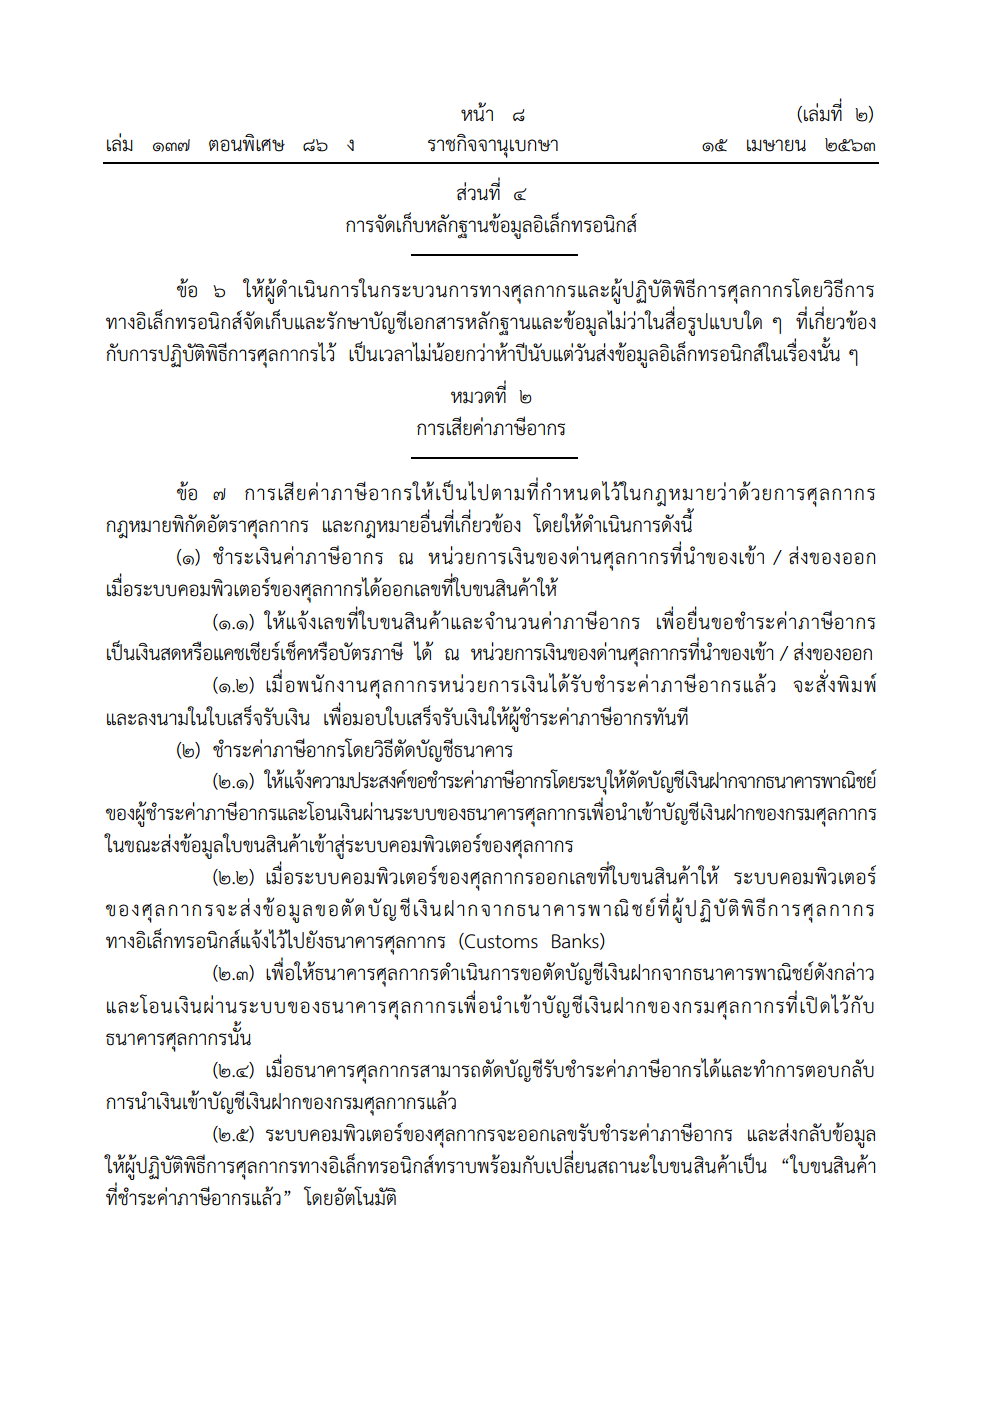 หน้า ๘ (เล่มที่ ๒)
เล่ม ๑๓๗ ตอนพิเศษ ๘๖ ง ราชกิจจานุเบกษา ๑๕ เมษายน ๒๕๖๓
ส่วนที่ ๔
การจัดเก็บหลักฐานข้อมูลอิเล็กทรอนิกส์
ข้อ ๖ ให้ผู้ดำเนินการในกระบวนการทางศุลกากรและผู้ปฏิบัติพิธีการศุลกากรโดยวิธีการ
ทางอิเล็กทรอนิกส์จัดเก็บและรักษาบัญชีเอกสารหลักฐานและข้อมูลไม่ว่าในสื่อรูปแบบใด ๆ ที่เกี่ยวข้อง
กับการปฏิบัติพิธีการศุลกากรไว้ เป็นเวลาไม่น้อยกว่าห้าปีนับแต่วันส่งข้อมูลอิเล็กทรอนิกส์ในเรื่องนั้น ๆ
หมวดที่ ๒
การเสียค่าภาษีอากร
ข้อ ๗ การเสียค่าภาษีอากรให้เป็นไปตามที่กำหนดไว้ในกฎหมายว่าด้วยการศุลกากร
กฎหมายพิกัดอัตราศุลกากร และกฎหมายอื่นที่เกี่ยวข้อง โดยให้ดำเนินการดังนี้
(๑) ชำระเงินค่าภาษีอากร ณ หน่วยการเงินของด่านศุลกากรที่นำของเข้า / ส่งของออก
เมื่อระบบคอมพิวเตอร์ของศุลกากรได้ออกเลขที่ใบขนสินค้าให้
(๑.๑) ให้แจ้งเลขที่ใบขนสินค้าและจำนวนค่าภาษีอากร เพื่อยื่นขอชำระค่าภาษีอากร
เป็นเงินสดหรือแคชเชียร์เช็คหรือบัตรภาษี ได้ ณ หน่วยการเงินของด่านศุลกากรที่นำของเข้า / ส่งของออก
(๑.๒) เมื่อพนักงานศุลกากรหน่วยการเงินได้รับชำระค่าภาษีอากรแล้ว จะสั่งพิมพ์
และลงนามในใบเสร็จรับเงิน เพื่อมอบใบเสร็จรับเงินให้ผู้ชำระค่าภาษีอากรทันที
(๒) ชำระค่าภาษีอากรโดยวิธีตัดบัญชีธนาคาร
(๒.๑) ให้แจ้งความประสงค์ขอชำระค่าภาษีอากรโดยระบุให้ตัดบัญชีเงินฝากจากธนาคารพาณิชย์
ของผู้ชำระค่าภาษีอากรและโอนเงินผ่านระบบของธนาคารศุลกากรเพื่อนำเข้าบัญชีเงินฝากของกรมศุลกากร
ในขณะส่งข้อมูลใบขนสินค้าเข้าสู่ระบบคอมพิวเตอร์ของศุลกากร
(๒.๒) เมื่อระบบคอมพิวเตอร์ของศุลกากรออกเลขที่ใบขนสินค้าให้ ระบบคอมพิวเตอร์
ของศุลกากรจะส่งข้อมูลขอตัดบัญชีเงินฝากจากธนาคารพาณิชย์ที่ผู้ปฏิบัติพิธีการศุลกากร
ทางอิเล็กทรอนิกส์แจ้งไว้ไปยังธนาคารศุลกากร (Customs Banks)
(๒.๓) เพื่อให้ธนาคารศุลกากรดำเนินการขอตัดบัญชีเงินฝากจากธนาคารพาณิชย์ดังกล่าว
และโอนเงินผ่านระบบของธนาคารศุลกากรเพื่อนำเข้าบัญชีเงินฝากของกรมศุลกากรที่เปิดไว้กับ
ธนาคารศุลกากรนั้น
(๒.๔) เมื่อธนาคารศุลกากรสามารถตัดบัญชีรับชำระค่าภาษีอากรได้และทำการตอบกลับ
การนำเงินเข้าบัญชีเงินฝากของกรมศุลกากรแล้ว
(๒.๕) ระบบคอมพิวเตอร์ของศุลกากรจะออกเลขรับชำระค่าภาษีอากร และส่งกลับข้อมูล
ให้ผู้ปฏิบัติพิธีการศุลกากรทางอิเล็กทรอนิกส์ทราบพร้อมกับเปลี่ยนสถานะใบขนสินค้าเป็น “ใบขนสินค้า
ที่ชำระค่าภาษีอากรแล้ว” โดยอัตโนมัติ